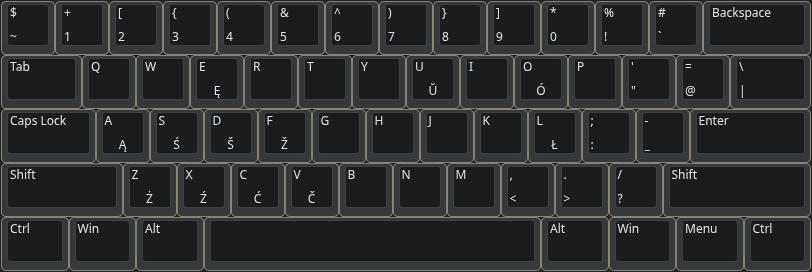 $ + [ { ( & ^ ) } ] * % # Backspace
~ 1 2 3 4 5 6 7 8 9 0 ! `
Tab Q W E R T Y U I O P ' = \
Ę Ŭ Ó " @ |
Caps Lock A S D F G H J K L ; - Enter
Ą Ś Š Ž Ł : _
Shift Z X C V B N M , . / Shift
Ż Ź Ć Č < > ?
Ctrl Win Alt Alt Win Menu Ctrl